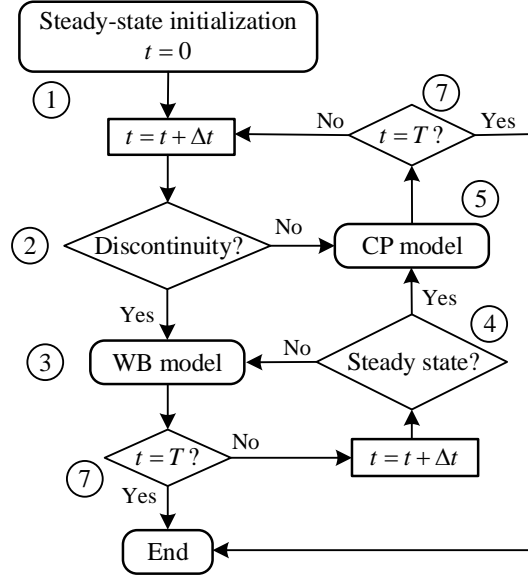 Steady-state initialization
t = 0
1
7
No
t = T ?
Yes
t = t + Δt
5
2
Discontinuity?
No
CP model
Yes
Yes
4
3
WB model
No
Steady state?
t = T ?
No
t = t + Δt
7
Yes
End